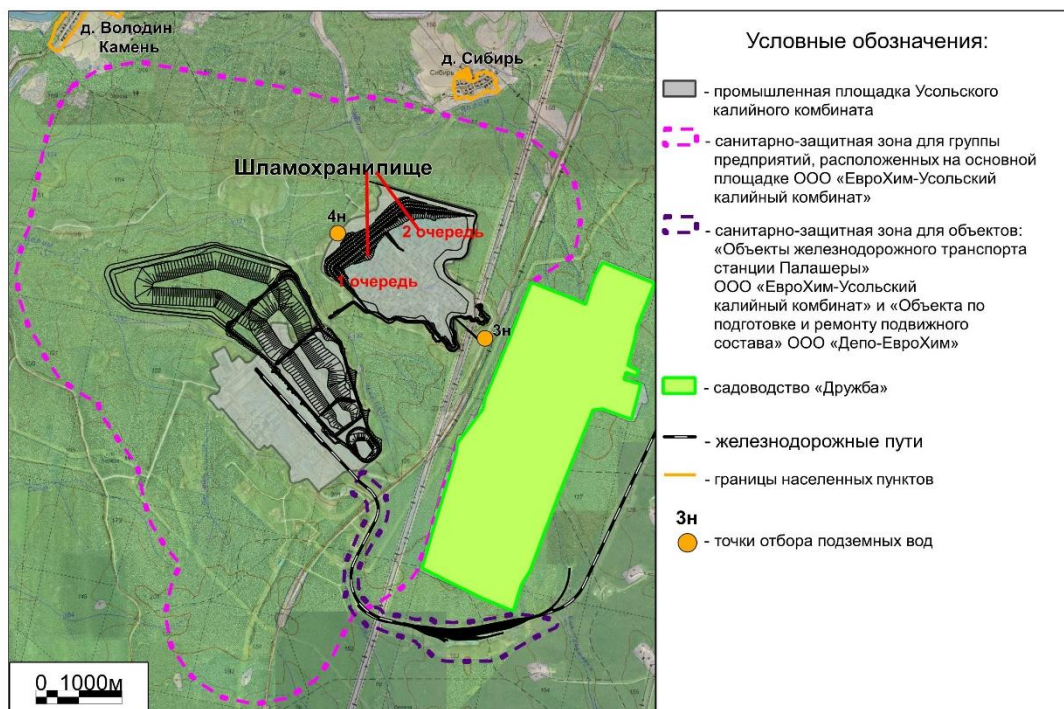 д. Володин
Камень
д. Сибирь
Сибирь
Шламохранилище
4н
2 очередь
1 очередь
3н
0 1000м
Условные обозначения:
- промышленная площадка Усольского
калийного комбината
- санитарно-защитная зона для группы
предприятий, расположенных на основной
площадке ООО «ЕвроХим-Усольский
калийный комбинат»
- санитарно-защитная зона для объектов:
«Объекты железнодорожного транспорта
станции Палашеры»
ООО «ЕвроХим-Усольский
калийный комбинат» и «Объекта по
подготовке и ремонту подвижного
состава» ООО «Депо-ЕвроХим»
- садоводство «Дружба»
- железнодорожные пути
- границы населенных пунктов
3н
- точки отбора подземных вод